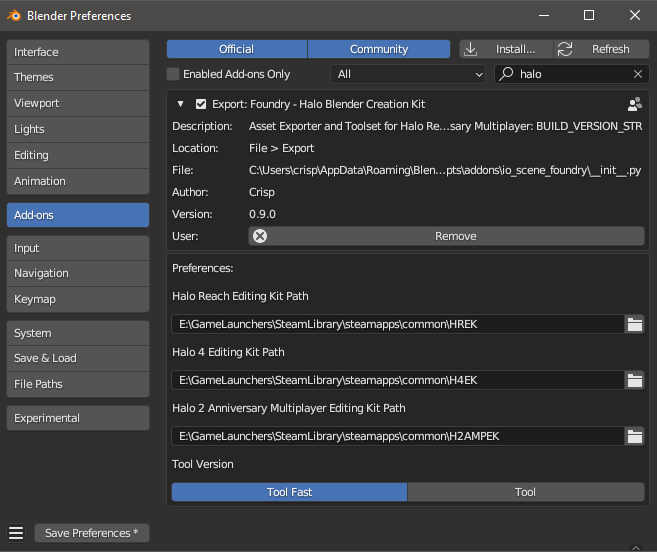 Blender Preferences
Interface
Themes
Viewport
Lights
Editing
Animation
Add-ons
Input
Navigation
Keymap
System
Save & Load
File Paths
Experimental
Save Preferences *
Official
Community
Install...
Refresh
Enabled Add-ons Only
All
halo
Export: Foundry - Halo Blender Creation Kit
Description: Asset Exporter and Toolset for Halo Re...sary Multiplayer: BUILD_VERSION_STR
Location: File > Export
File: C:\Users\crisp\AppData\Roaming\Blen...pts\addons\io_scene_foundry\__init__.py
Author: Crisp
Version: 0.9.0
User: Remove
Preferences:
Halo Reach Editing Kit Path
E:\GameLaunchers\SteamLibrary\steamapps\common\HREK
Halo 4 Editing Kit Path
E:\GameLaunchers\SteamLibrary\steamapps\common\H4EK
Halo 2 Anniversary Multiplayer Editing Kit Path
E:\GameLaunchers\SteamLibrary\steamapps\common\H2AMPEK
Tool Version
Tool Fast
Tool